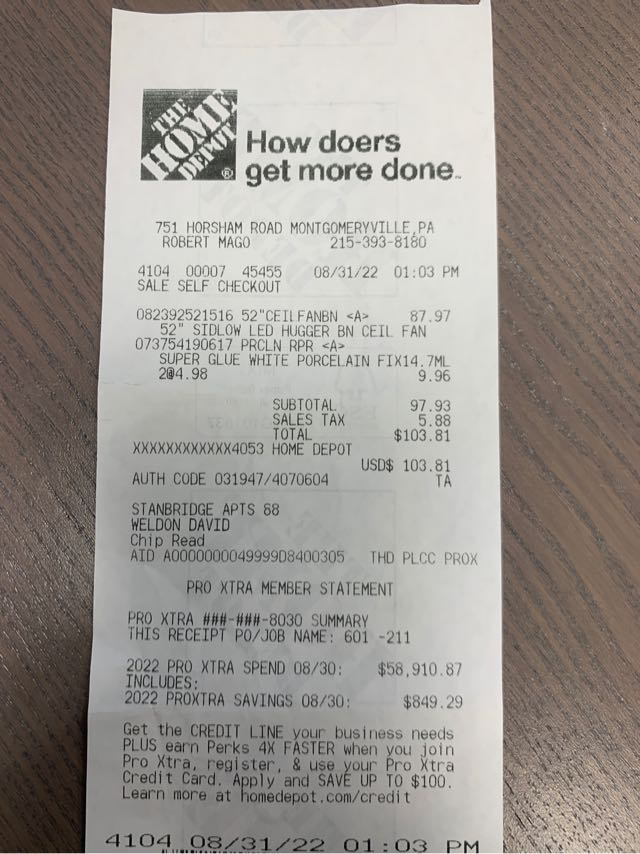 THE
HOME
DEPOT
®
How doers
get more done™
751 HORSHAM ROAD MONTGOMERYVILLE,PA
ROBERT MAGO 215-393-8180
4104 00007 45455 08/31/22 01:03 PM
SALE SELF CHECKOUT
082392521516 52"CEILFANBN <A> 87.97
52" SIDLOW LED HUGGER BN CEIL FAN
073754190617 PRCLN RPR <A>
SUPER GLUE WHITE PORCELAIN FIX14.7ML
2@4.98 9.96
SUBTOTAL 97.93
SALES TAX 5.88
TOTAL $103.81
XXXXXXXXXXXX4053 HOME DEPOT
USD$ 103.81
AUTH CODE 031947/4070604 TA
STANBRIDGE APTS 68
WELDON DAVID
Chip Read
AID A0000000049999D8400305 THD PLCC PROX
PRO XTRA MEMBER STATEMENT
PRO XTRA ###-###-8030 SUMMARY
THIS RECEIPT PO/JOB NAME: 601 -211
2022 PRO XTRA SPEND 08/30: $58,910.87
INCLUDES:
2022 PROXTRA SAVINGS 08/30: $849.29
Get the CREDIT LINE your business needs
PLUS earn Perks 4X FASTER when you join
Pro Xtra, register, & use your Pro Xtra
Credit Card. Apply and SAVE UP TO $100.
Learn more at homedepot.com/credit
4104 08/31/22 01:03 PM